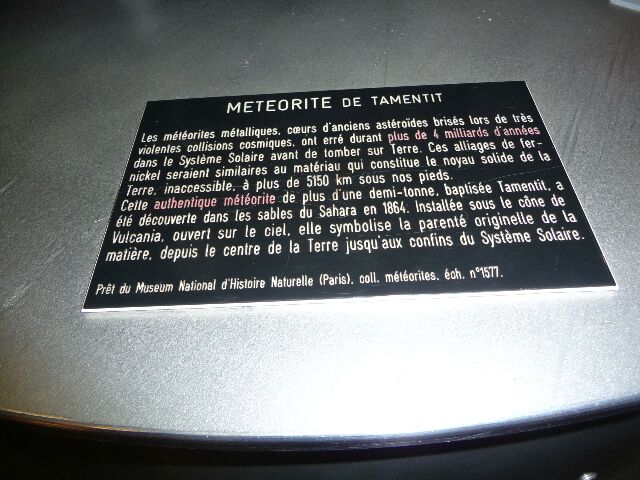 METEORITE DE TAMENTIT
Les météorites métalliques, cœurs d'anciens astéroïdes brisés lors de très
violentes collisions cosmiques, ont erré durant plus de 4 milliards d'années
dans le Système Solaire avant de tomber sur Terre. Ces alliages de fer-
nickel seraient similaires au matériau qui constitue le noyau solide de la
Terre, inaccessible, à plus de 5150 km sous nos pieds.
Cette authentique météorite de plus d'une demi-tonne, baptisée Tamentit, a
été découverte dans les sables du Sahara en 1864. Installée sous le cône de
Vulcania, ouvert sur le ciel, elle symbolise la parenté originelle de la
matière, depuis le centre de la Terre jusqu'aux confins du Système Solaire.
Prêt du Museum National d'Histoire Naturelle (Paris), coll. météorites, éch. n°1577.